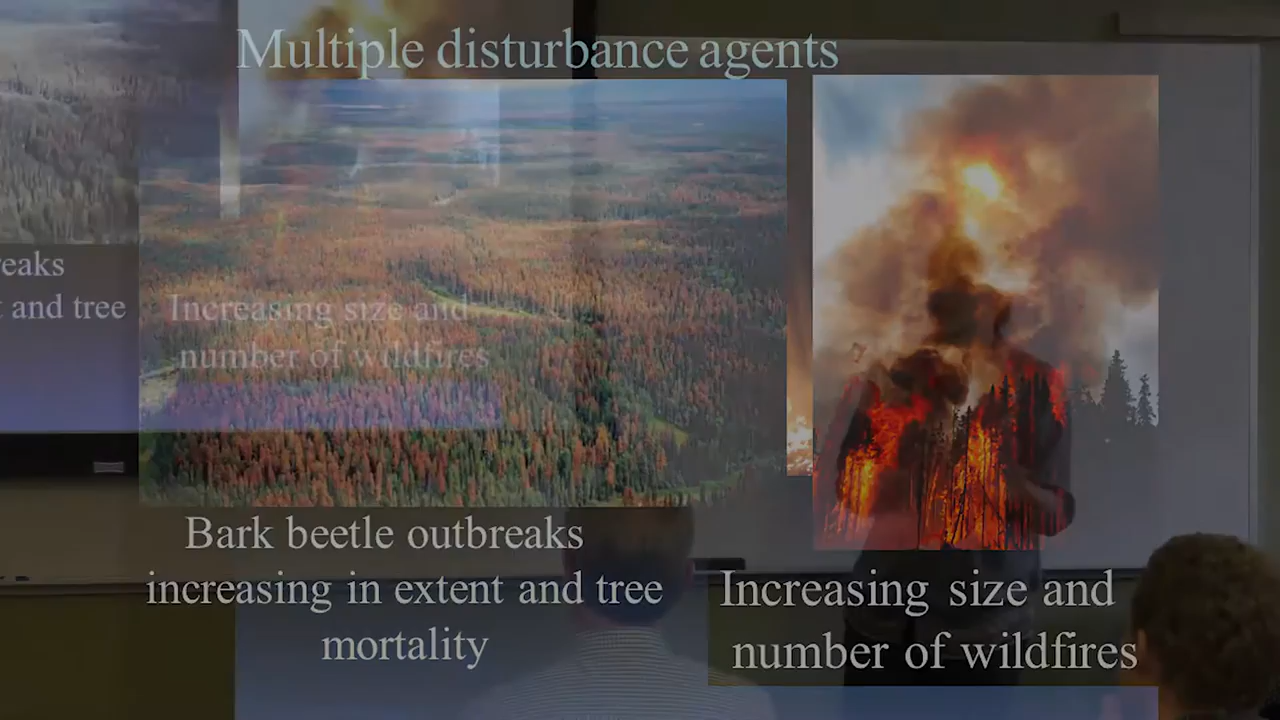 Multiple disturbance agents
reaks
t and tree
Increasing size and
number of wildfires
Bark beetle outbreaks
increasing in extent and tree
mortality
Increasing size and
number of wildfires